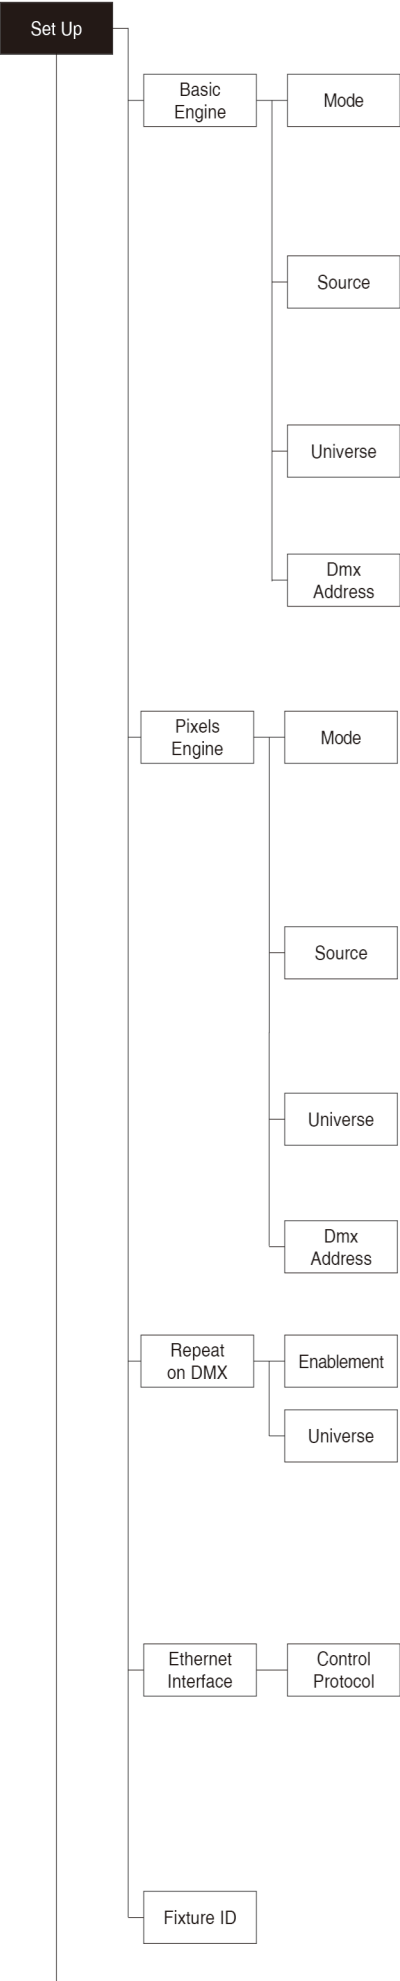 Set Up
Basic
Engine
Mode
Source
Universe
Dmx
Address
Pixels
Engine
Mode
Source
Universe
Dmx
Address
Repeat
on DMX
Enablement
Universe
Ethernet
Interface
Control
Protocol
Fixture ID